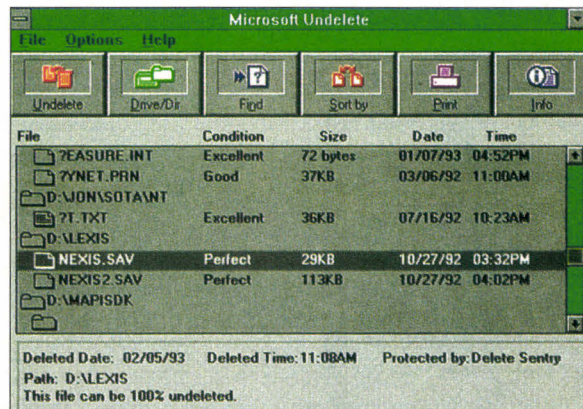 Microsoft Undelete
File Options Help
Undelete Drive/Dir Find Sort by Print Info
File Condition Size Date Time
?EASURE.INT Excellent 72 bytes 01/07/93 04:52PM
?YNET.PRN Good 37KB 03/06/92 11:00AM
D:\JON\SOTA\NT
?T.TXT Excellent 36KB 07/16/92 10:23AM
D:\LEXIS
NEXIS.SAV Perfect 29KB 10/27/92 03:32PM
NEXIS2.SAV Perfect 113KB 10/27/92 04:02PM
D:\MAPISDK
Deleted Date: 02/05/93 Deleted Time: 11:08AM Protected by: Delete Sentry
Path: D:\LEXIS
This file can be 100% undeleted.